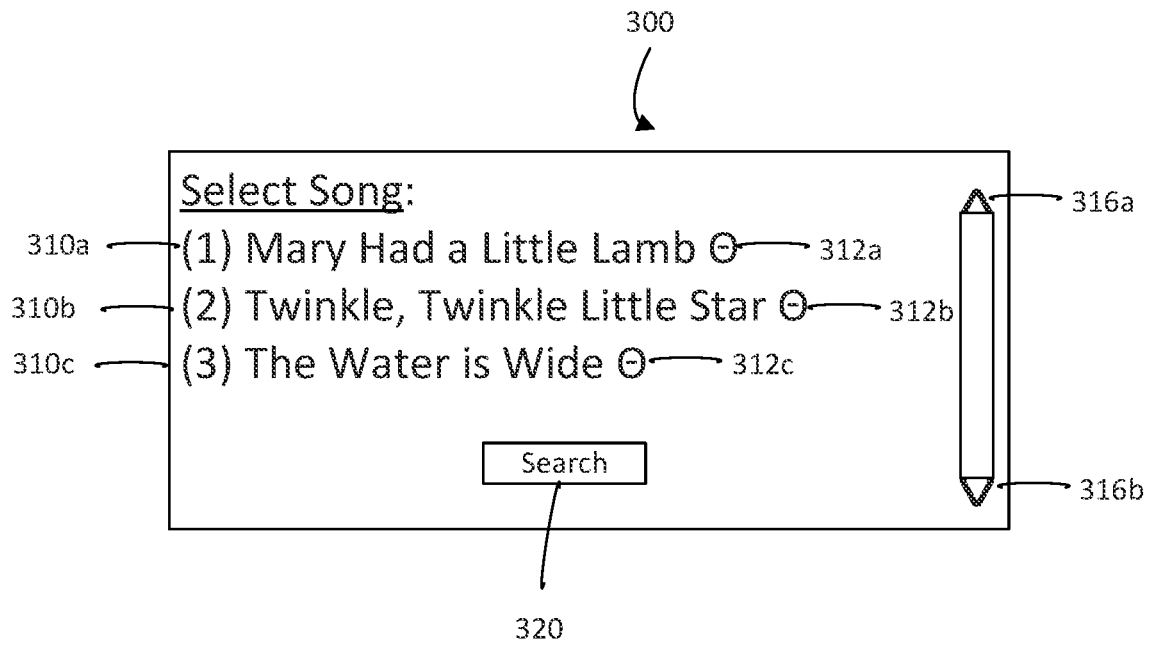 300
Select Song:
316a
310a (1) Mary Had a Little Lamb Θ 312a
310b (2) Twinkle, Twinkle Little Star Θ 312b
310c (3) The Water is Wide Θ 312c
Search
316b
320